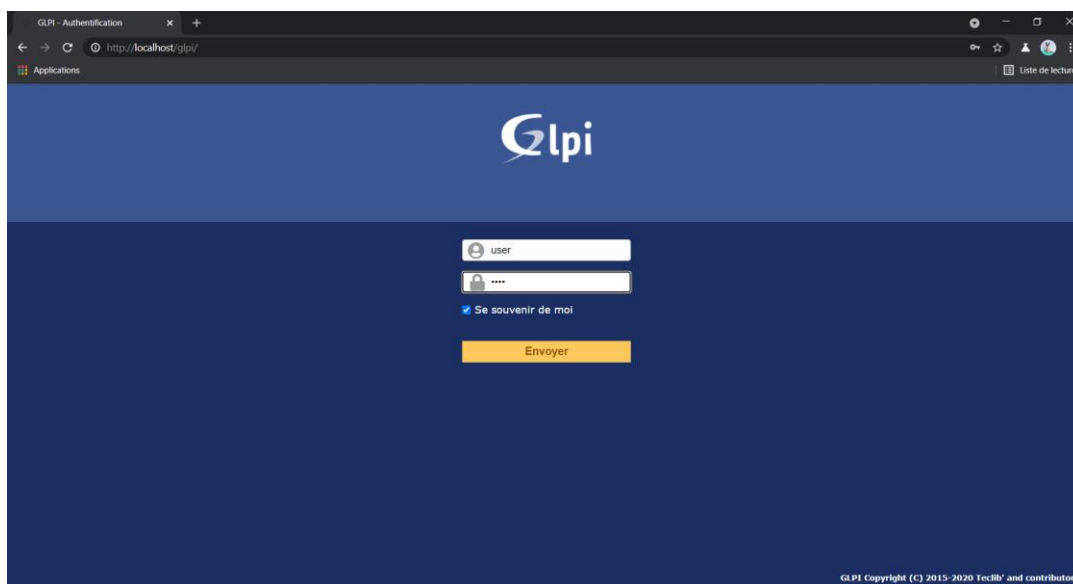 GLPI - Authentification
http://localhost/glpi/
Applications
Liste de lecture
Glpi
user
••••
Se souvenir de moi
Envoyer
GLPI Copyright (C) 2015-2020 Teclib' and contributor